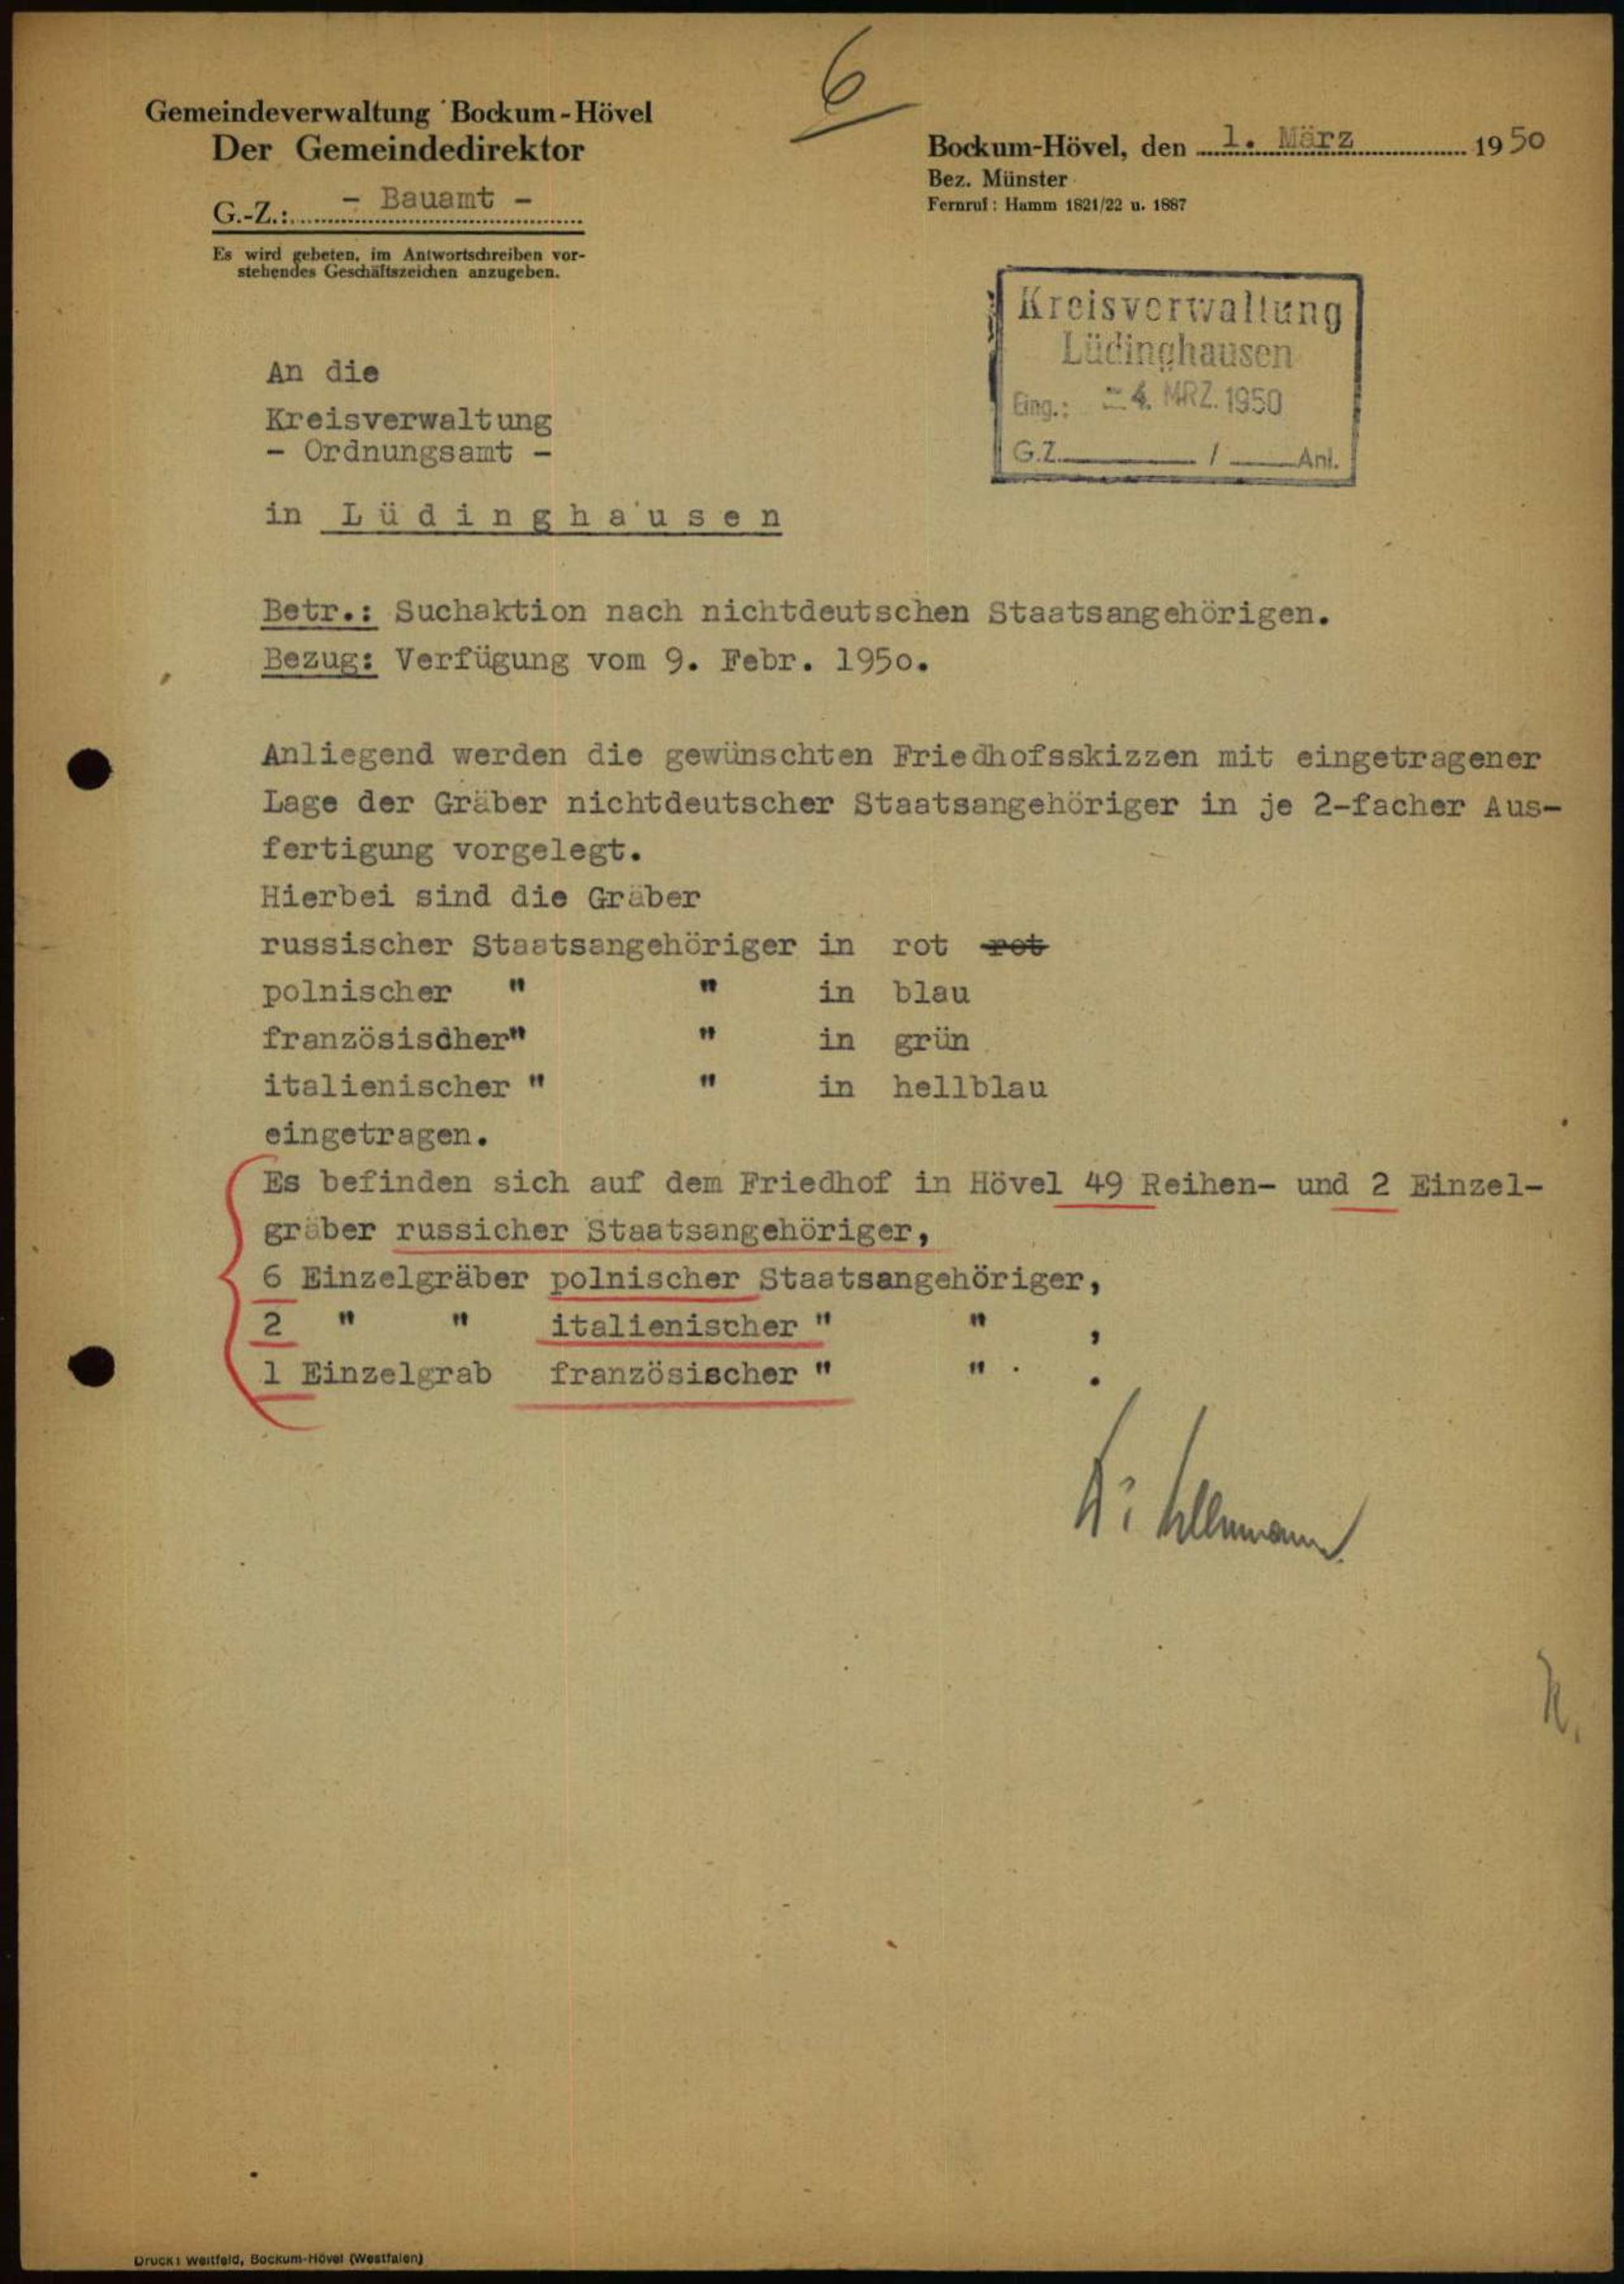 6
Gemeindeverwaltung Bockum-Hövel
Der Gemeindedirektor
G.-Z.: - Bauamt -
Es wird gebeten, im Antwortschreiben vor-
stehendes Geschäftszeichen anzugeben.
Bockum-Hövel, den 1. März 1950
Bez. Münster
Fernruf: Hamm 1821/22 u. 1887
Kreisverwaltung
Lüdinghausen
Eing.: - 4. MRZ. 1950
G.Z. / Anl.
An die
Kreisverwaltung
- Ordnungsamt -
in Lüdinghausen
Betr.: Suchaktion nach nichtdeutschen Staatsangehörigen.
Bezug: Verfügung vom 9. Febr. 1950.
Anliegend werden die gewünschten Friedhofsskizzen mit eingetragener
Lage der Gräber nichtdeutscher Staatsangehöriger in je 2-facher Aus-
fertigung vorgelegt.
Hierbei sind die Gräber
russischer Staatsangehöriger in rot rot
polnischer " " in blau
französischer" " in grün
italienischer " " in hellblau
eingetragen.
Es befinden sich auf dem Friedhof in Hövel 49 Reihen- und 2 Einzel-
gräber russicher Staatsangehöriger,
6 Einzelgräber polnischer Staatsangehöriger,
2 " " italienischer " " ,
1 Einzelgrab französischer " " .
Druck: Weitfeld, Bockum-Hövel (Westfalen)